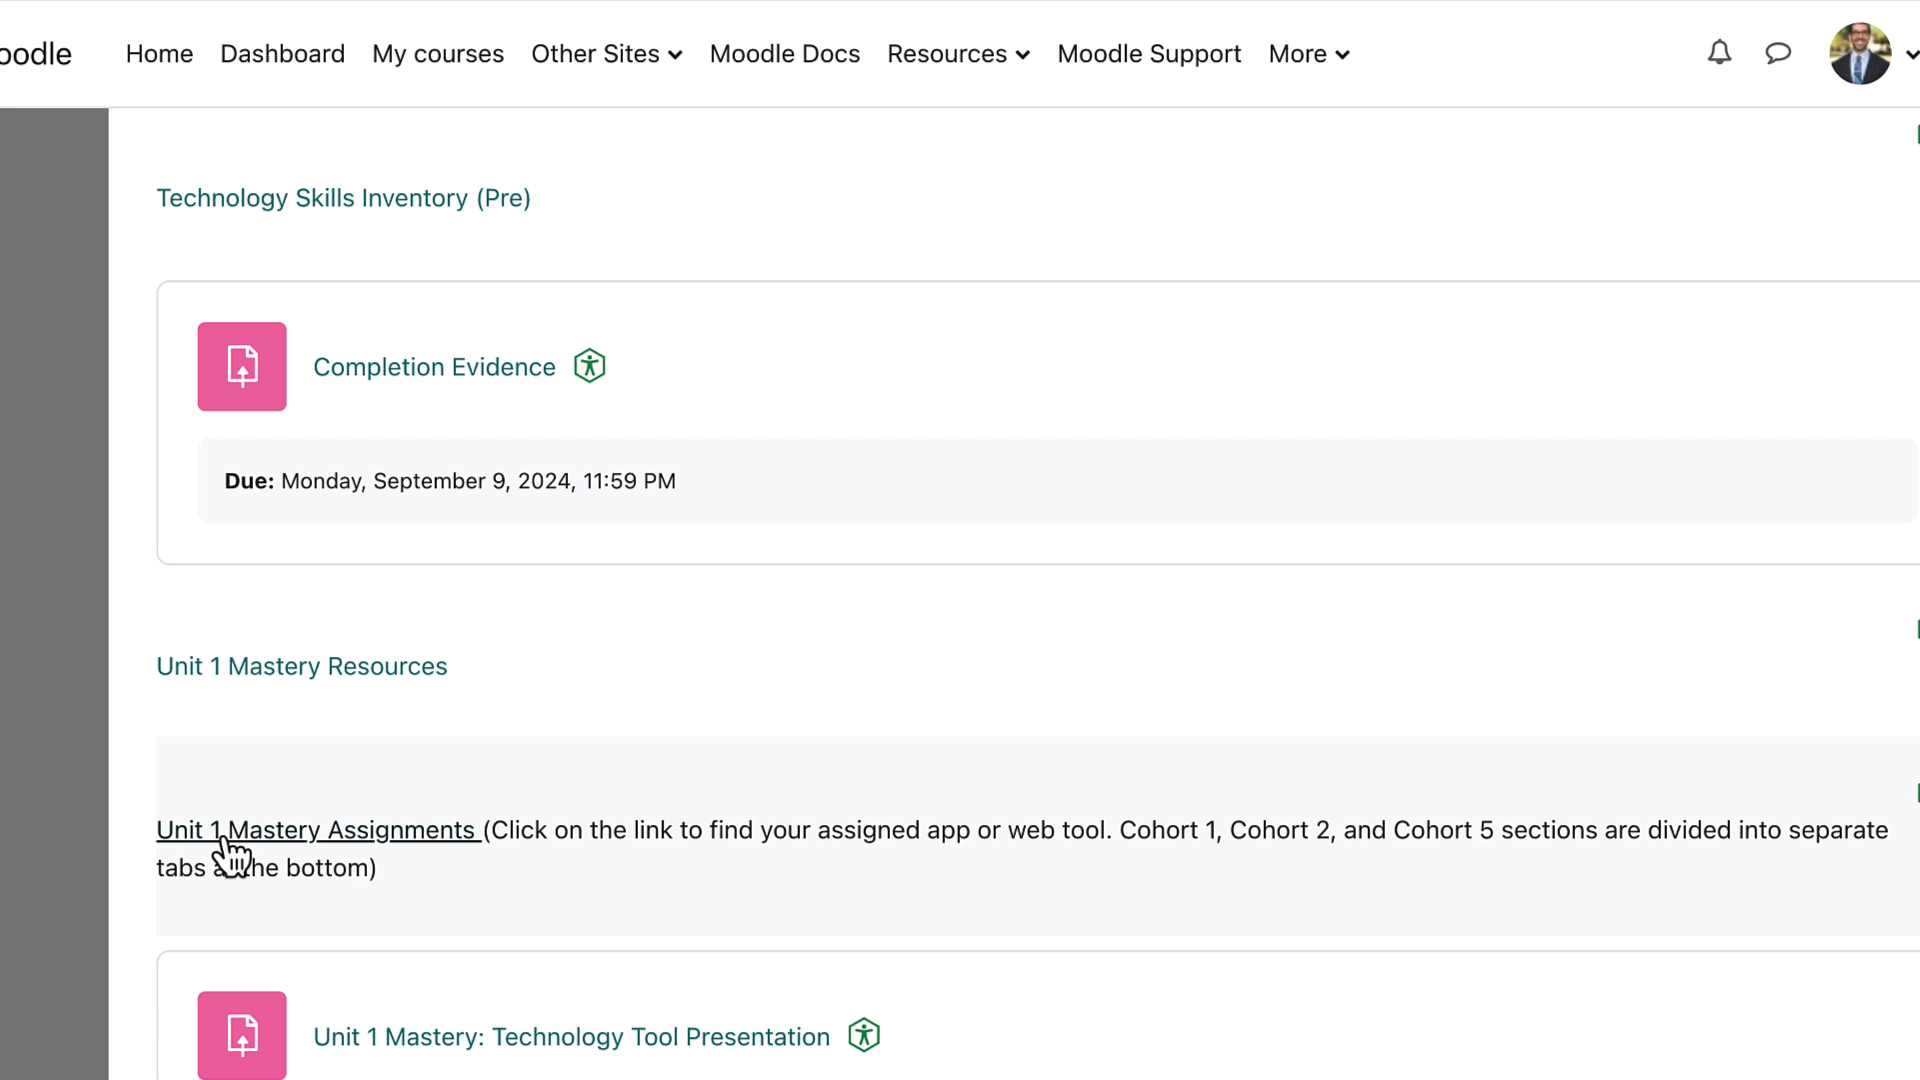 oodle Home Dashboard My courses Other Sites Moodle Docs Resources Moodle Support More
Technology Skills Inventory (Pre)
Completion Evidence
Due: Monday, September 9, 2024, 11:59 PM
Unit 1 Mastery Resources
Unit 1 Mastery Assignments (Click on the link to find your assigned app or web tool. Cohort 1, Cohort 2, and Cohort 5 sections are divided into separate
tabs he bottom)
Unit 1 Mastery: Technology Tool Presentation